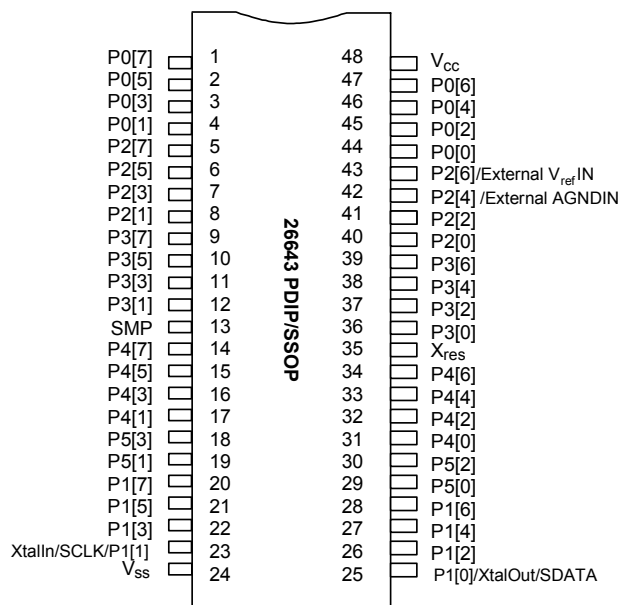 P0[7] 1 48 Vcc
P0[5] 2 47 P0[6]
P0[3] 3 46 P0[4]
P0[1] 4 45 P0[2]
P2[7] 5 44 P0[0]
P2[5] 6 43 P2[6]/External VrefIN
P2[3] 7 42 P2[4] /External AGNDIN
P2[1] 8 41 P2[2]
P3[7] 9 40 P2[0]
P3[5] 10 39 P3[6]
P3[3] 11 38 P3[4]
P3[1] 12 37 P3[2]
SMP 13 36 P3[0]
P4[7] 14 35 Xres
P4[5] 15 34 P4[6]
P4[3] 16 33 P4[4]
P4[1] 17 32 P4[2]
P5[3] 18 31 P4[0]
P5[1] 19 30 P5[2]
P1[7] 20 29 P5[0]
P1[5] 21 28 P1[6]
P1[3] 22 27 P1[4]
XtalIn/SCLK/P1[1] 23 26 P1[2]
Vss 24 25 P1[0]/XtalOut/SDATA
26643 PDIP/SSOP